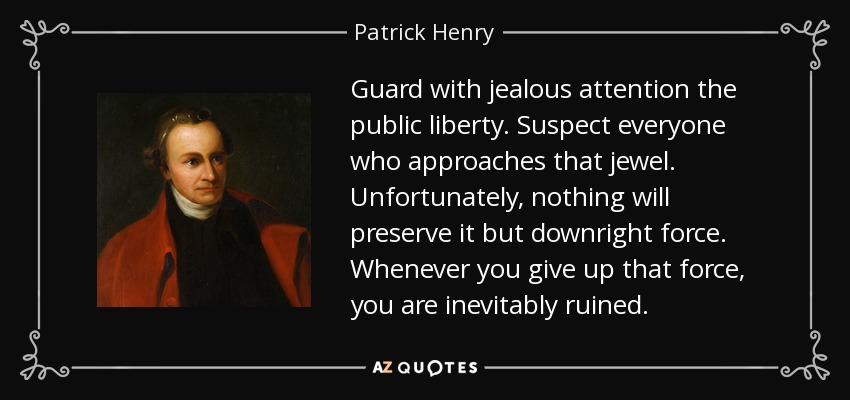 Patrick Henry
Guard with jealous attention the
public liberty. Suspect everyone
who approaches that jewel.
Unfortunately, nothing will
preserve it but downright force.
Whenever you give up that force,
you are inevitably ruined.
AZ QUOTES